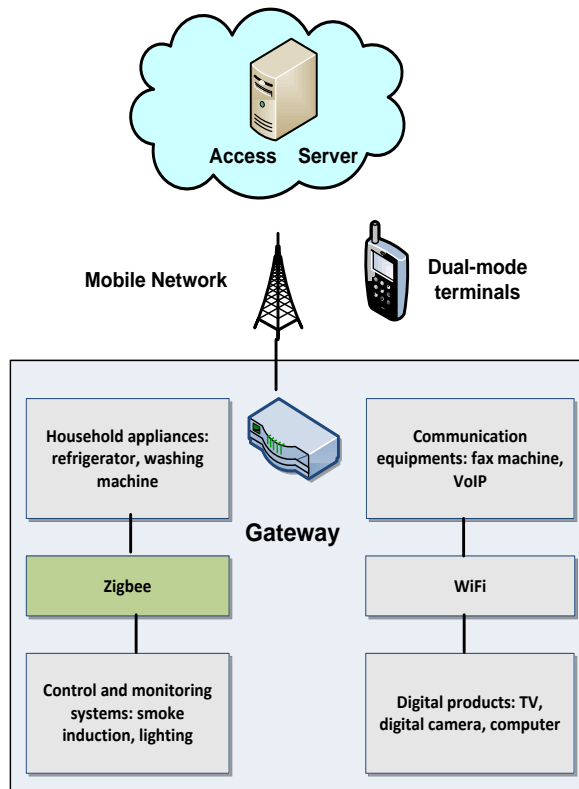 Access Server
Mobile Network
Dual-mode
terminals
Household appliances:
refrigerator, washing
machine
Communication
equipments: fax machine,
VoIP
Gateway
Zigbee
WiFi
Control and monitoring
systems: smoke
induction, lighting
Digital products: TV,
digital camera, computer